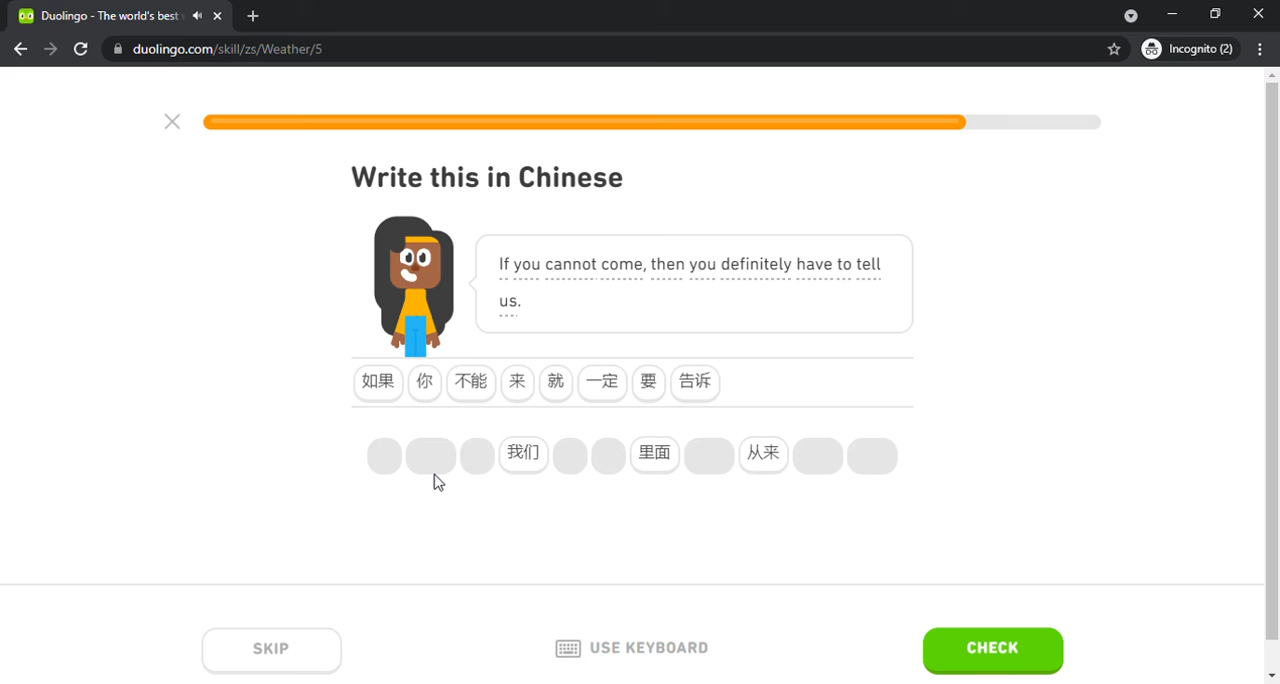 Duolingo - The world's best
duolingo.com/skill/zs/Weather/5
Incognito (2)
Write this in Chinese
If you cannot come, then you definitely have to tell
us.
如果 你 不能 来 就 一定 要 告诉
我们 里面 从来
SKIP USE KEYBOARD CHECK